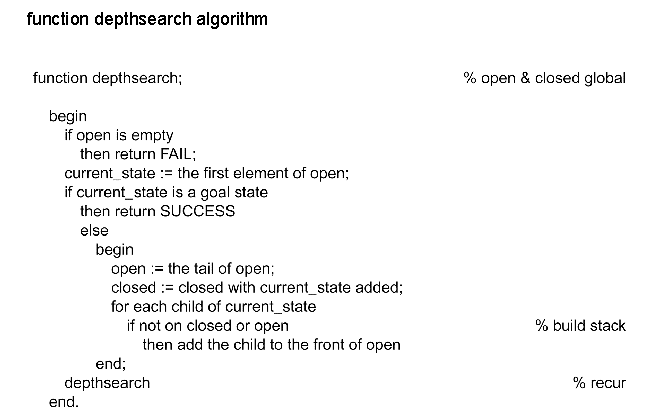 function depthsearch algorithm
function depthsearch; % open & closed global
begin
if open is empty
then return FAIL;
current_state := the first element of open;
if current_state is a goal state
then return SUCCESS
else
begin
open := the tail of open;
closed := closed with current_state added;
for each child of current_state
if not on closed or open % build stack
then add the child to the front of open
end;
depthsearch % recur
end.